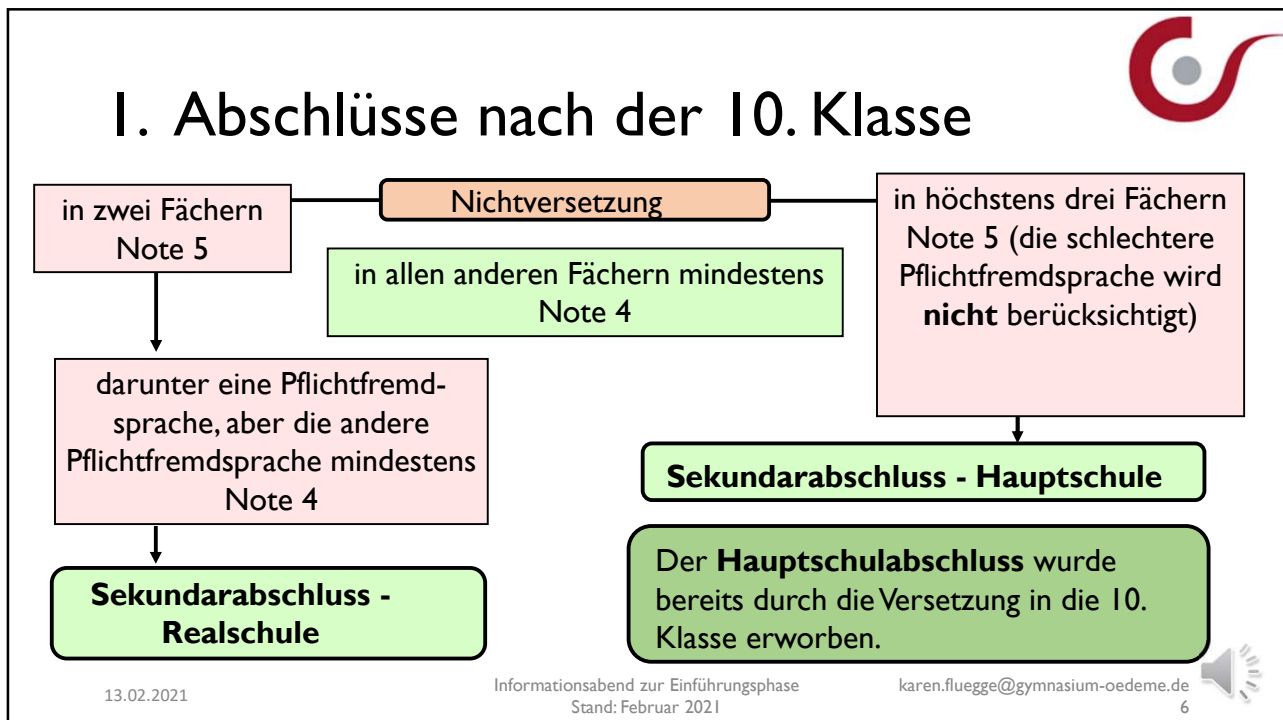 1. Abschlüsse nach der 10. Klasse
Nichtversetzung
in zwei Fächern
Note 5
in allen anderen Fächern mindestens
Note 4
in höchstens drei Fächern
Note 5 (die schlechtere
Pflichtfremdsprache wird
nicht berücksichtigt)
darunter eine Pflichtfremd-
sprache, aber die andere
Pflichtfremdsprache mindestens
Note 4
Sekundarabschluss -
Realschule
Sekundarabschluss - Hauptschule
Der Hauptschulabschluss wurde
bereits durch die Versetzung in die 10.
Klasse erworben.
13.02.2021
Informationsabend zur Einführungsphase
Stand: Februar 2021
karen.fluegge@gymnasium-oedeme.de
6